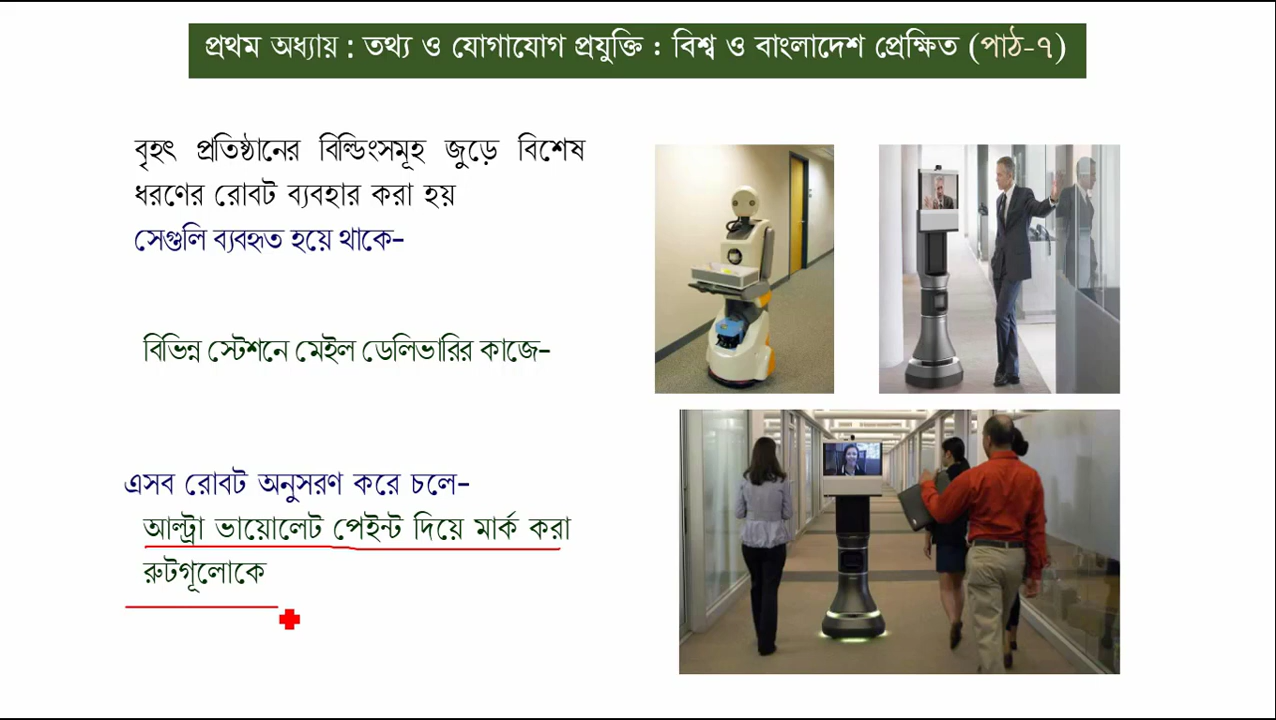 প্রথম অধ্যায় : তথ্য ও যোগাযোগ প্রযুক্তি : বিশ্ব ও বাংলাদেশ প্রেক্ষিত (পাঠ-৭)
বৃহৎ প্রতিষ্ঠানের বিল্ডিংসমূহ জুড়ে বিশেষ
ধরণের রোবট ব্যবহার করা হয়
সেগুলি ব্যবহৃত হয়ে থাকে-
বিভিন্ন স্টেশনে মেইল ডেলিভারির কাজে-
এসব রোবট অনুসরণ করে চলে-
আল্ট্রা ভায়োলেট পেইন্ট দিয়ে মার্ক করা
রুটগূলোকে